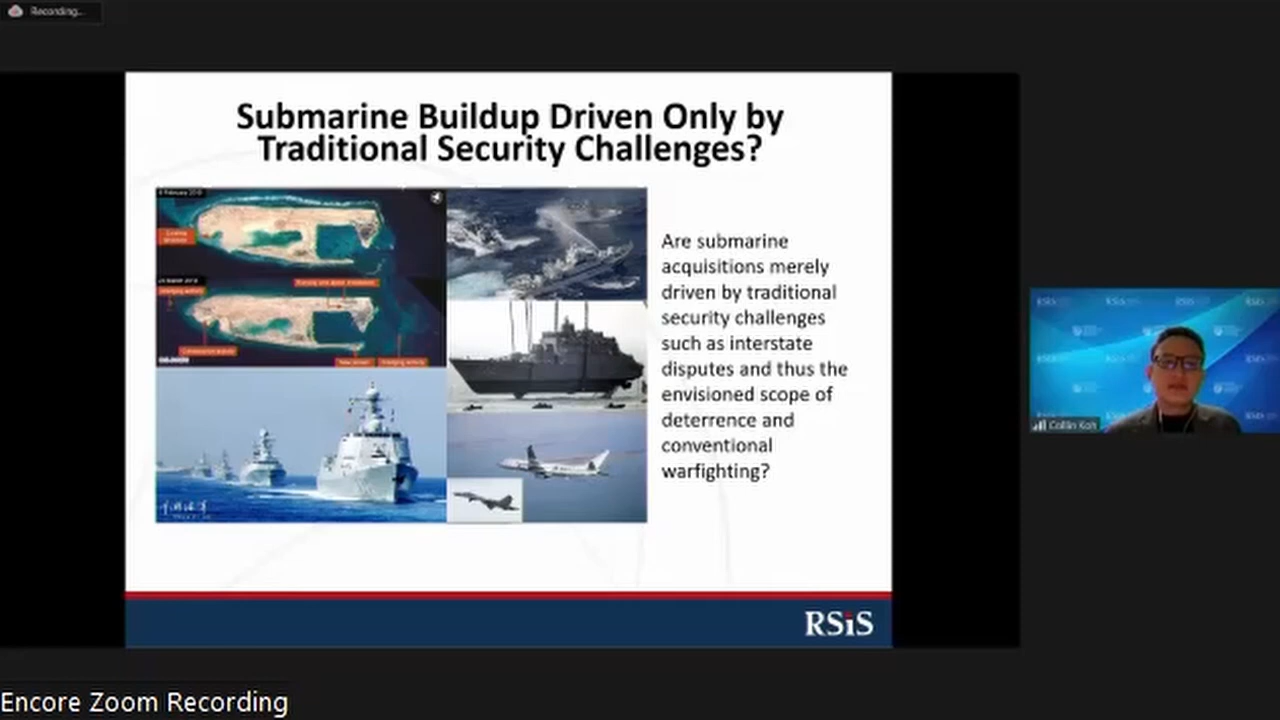 Recording...
Submarine Buildup Driven Only by
Traditional Security Challenges?
Are submarine
acquisitions merely
driven by traditional
security challenges
such as interstate
disputes and thus the
envisioned scope of
deterrence and
conventional
warfighting?
RSiS
RSiS
Collin Koh
Encore Zoom Recording